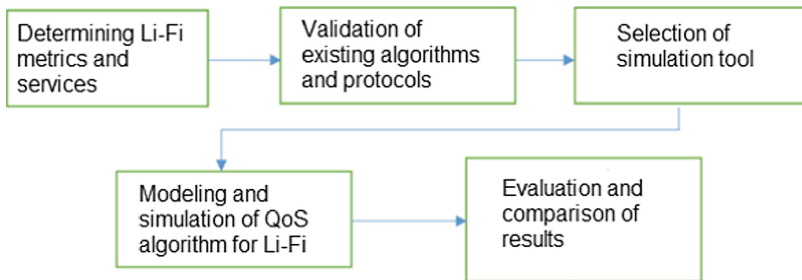 Determining Li-Fi
metrics and
services
Validation of
existing algorithms
and protocols
Selection of
simulation tool
Modeling and
simulation of QoS
algorithm for Li-Fi
Evaluation and
comparison of
results